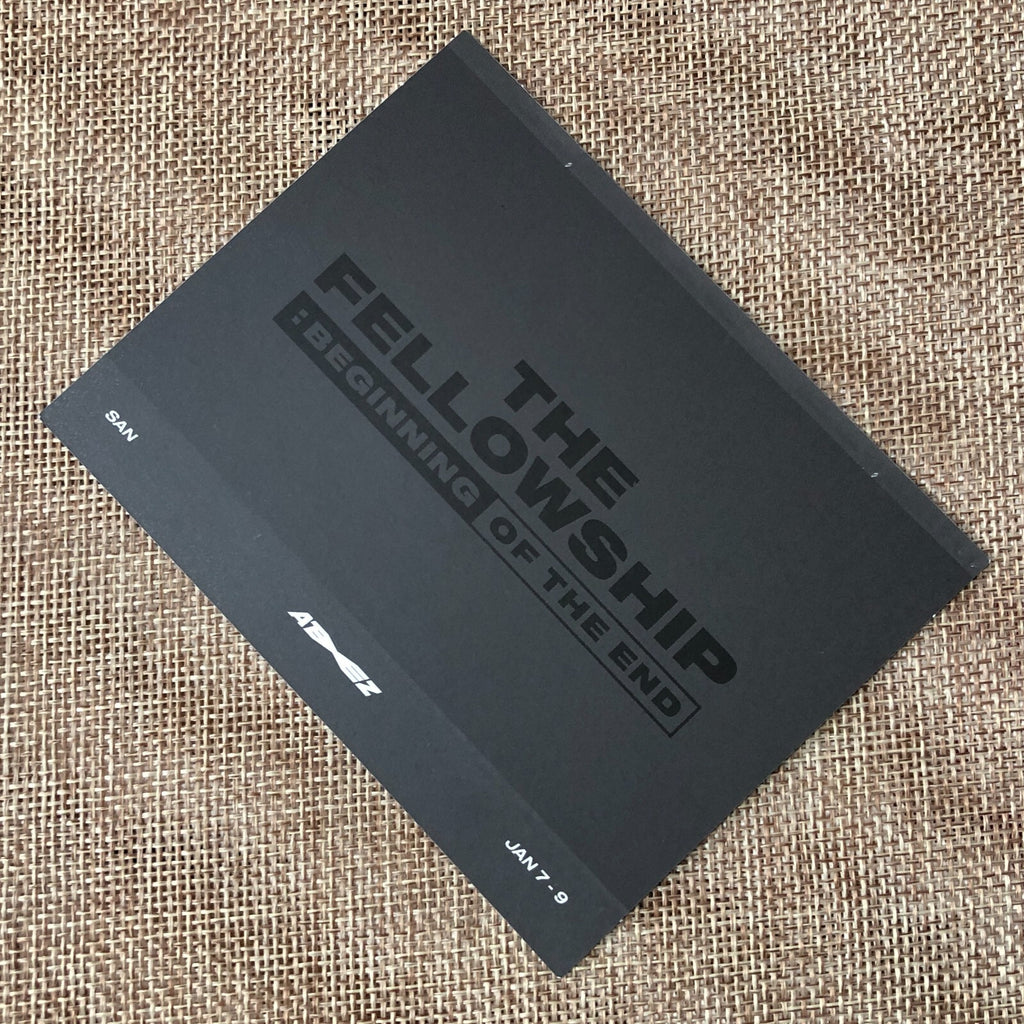 THE
FELLOWSHIP
:BEGINNING OF THE END
SAN
ATEEZ
JAN 7 - 9